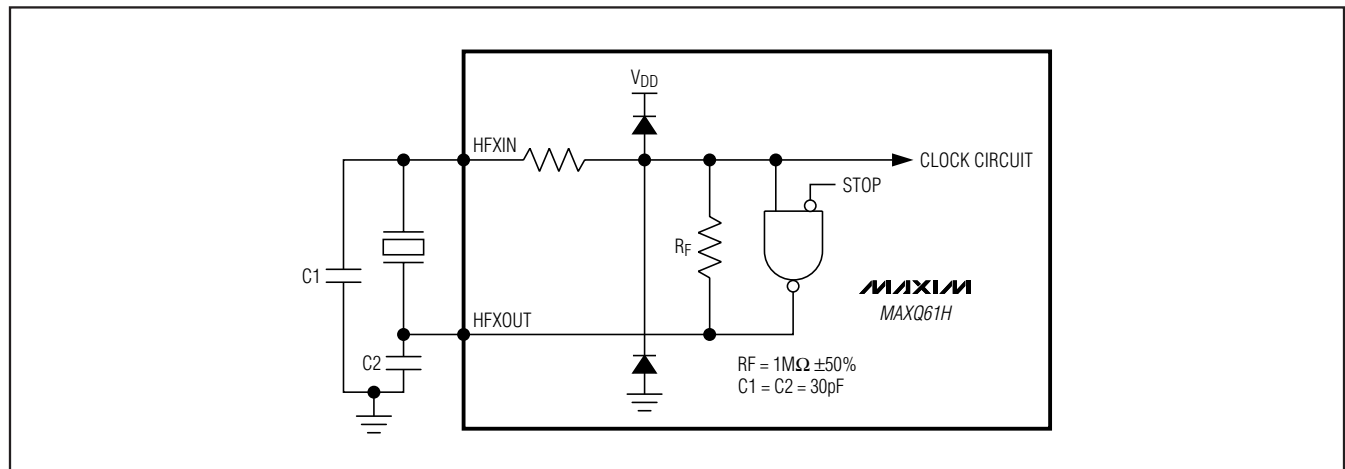 VDD
HFXIN
CLOCK CIRCUIT
STOP
RF
C1
MAXIM
MAXQ61H
HFXOUT
C2
RF = 1MΩ ±50%
C1 = C2 = 30pF